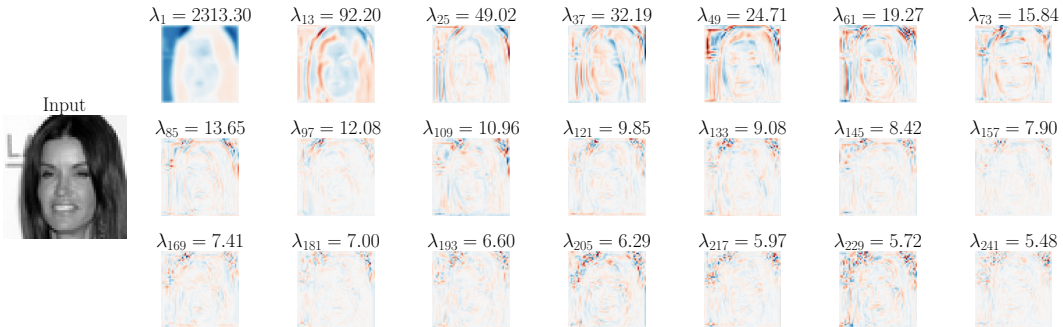 λ₁ = 2313.30 λ₁₃ = 92.20 λ₂₅ = 49.02 λ₃₇ = 32.19 λ₄₉ = 24.71 λ₆₁ = 19.27 λ₇₃ = 15.84
Input
λ₈₅ = 13.65 λ₉₇ = 12.08 λ₁₀₉ = 10.96 λ₁₂₁ = 9.85 λ₁₃₃ = 9.08 λ₁₄₅ = 8.42 λ₁₅₇ = 7.90
λ₁₆₉ = 7.41 λ₁₈₁ = 7.00 λ₁₉₃ = 6.60 λ₂₀₅ = 6.29 λ₂₁₇ = 5.97 λ₂₂₉ = 5.72 λ₂₄₁ = 5.48